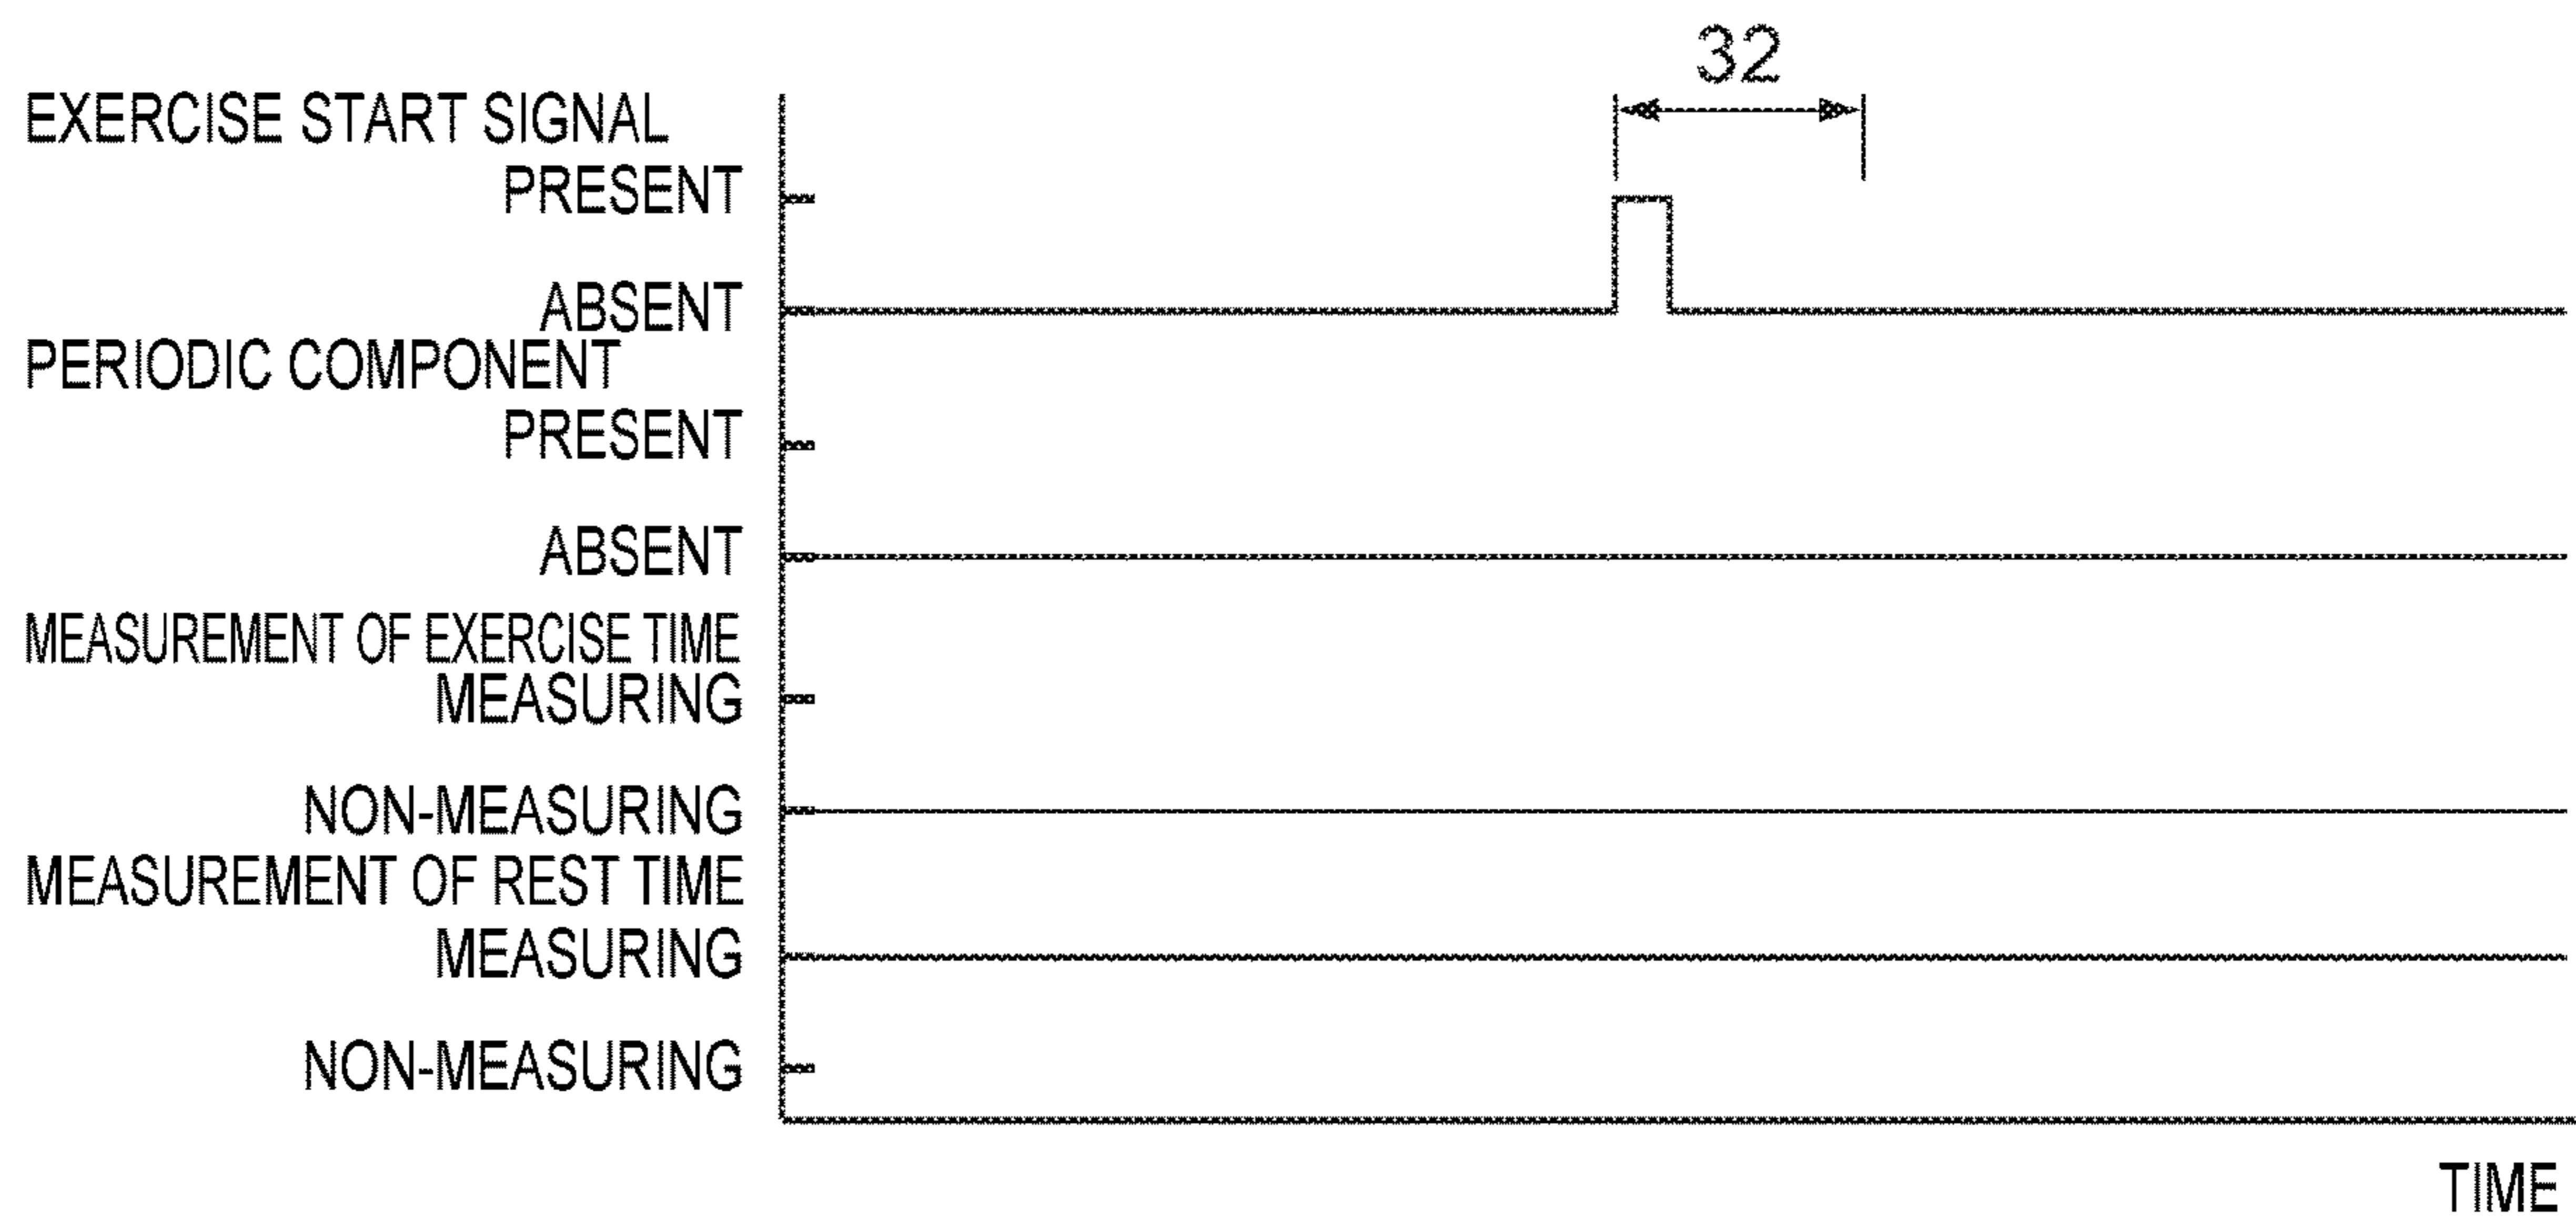 32
EXERCISE START SIGNAL
PRESENT
ABSENT
PERIODIC COMPONENT
PRESENT
ABSENT
MEASUREMENT OF EXERCISE TIME
MEASURING
NON-MEASURING
MEASUREMENT OF REST TIME
MEASURING
NON-MEASURING
TIME